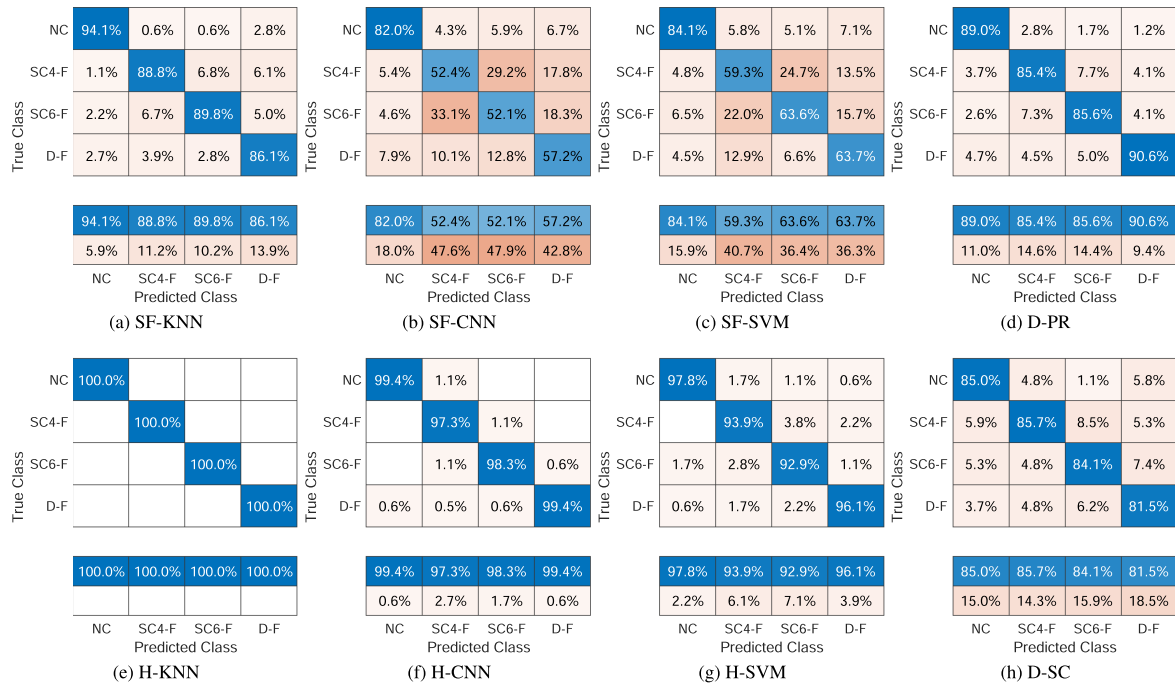 NC 94.1% 0.6% 0.6% 2.8%
SC4-F 1.1% 88.8% 6.8% 6.1%
SC6-F 2.2% 6.7% 89.8% 5.0%
D-F 2.7% 3.9% 2.8% 86.1%
True Class
94.1% 88.8% 89.8% 86.1%
5.9% 11.2% 10.2% 13.9%
NC SC4-F SC6-F D-F
Predicted Class
(a) SF-KNN
NC 82.0% 4.3% 5.9% 6.7%
SC4-F 5.4% 52.4% 29.2% 17.8%
SC6-F 4.6% 33.1% 52.1% 18.3%
D-F 7.9% 10.1% 12.8% 57.2%
True Class
82.0% 52.4% 52.1% 57.2%
18.0% 47.6% 47.9% 42.8%
NC SC4-F SC6-F D-F
Predicted Class
(b) SF-CNN
NC 84.1% 5.8% 5.1% 7.1%
SC4-F 4.8% 59.3% 24.7% 13.5%
SC6-F 6.5% 22.0% 63.6% 15.7%
D-F 4.5% 12.9% 6.6% 63.7%
True Class
84.1% 59.3% 63.6% 63.7%
15.9% 40.7% 36.4% 36.3%
NC SC4-F SC6-F D-F
Predicted Class
(c) SF-SVM
NC 89.0% 2.8% 1.7% 1.2%
SC4-F 3.7% 85.4% 7.7% 4.1%
SC6-F 2.6% 7.3% 85.6% 4.1%
D-F 4.7% 4.5% 5.0% 90.6%
True Class
89.0% 85.4% 85.6% 90.6%
11.0% 14.6% 14.4% 9.4%
NC SC4-F SC6-F D-F
Predicted Class
(d) D-PR
NC 100.0%
SC4-F 100.0%
SC6-F 100.0%
D-F 100.0%
True Class
100.0% 100.0% 100.0% 100.0%
NC SC4-F SC6-F D-F
Predicted Class
(e) H-KNN
NC 99.4% 1.1%
SC4-F 97.3% 1.1%
SC6-F 1.1% 98.3% 0.6%
D-F 0.6% 0.5% 0.6% 99.4%
True Class
99.4% 97.3% 98.3% 99.4%
0.6% 2.7% 1.7% 0.6%
NC SC4-F SC6-F D-F
Predicted Class
(f) H-CNN
NC 97.8% 1.7% 1.1% 0.6%
SC4-F 93.9% 3.8% 2.2%
SC6-F 1.7% 2.8% 92.9% 1.1%
D-F 0.6% 1.7% 2.2% 96.1%
True Class
97.8% 93.9% 92.9% 96.1%
2.2% 6.1% 7.1% 3.9%
NC SC4-F SC6-F D-F
Predicted Class
(g) H-SVM
NC 85.0% 4.8% 1.1% 5.8%
SC4-F 5.9% 85.7% 8.5% 5.3%
SC6-F 5.3% 4.8% 84.1% 7.4%
D-F 3.7% 4.8% 6.2% 81.5%
True Class
85.0% 85.7% 84.1% 81.5%
15.0% 14.3% 15.9% 18.5%
NC SC4-F SC6-F D-F
Predicted Class
(h) D-SC